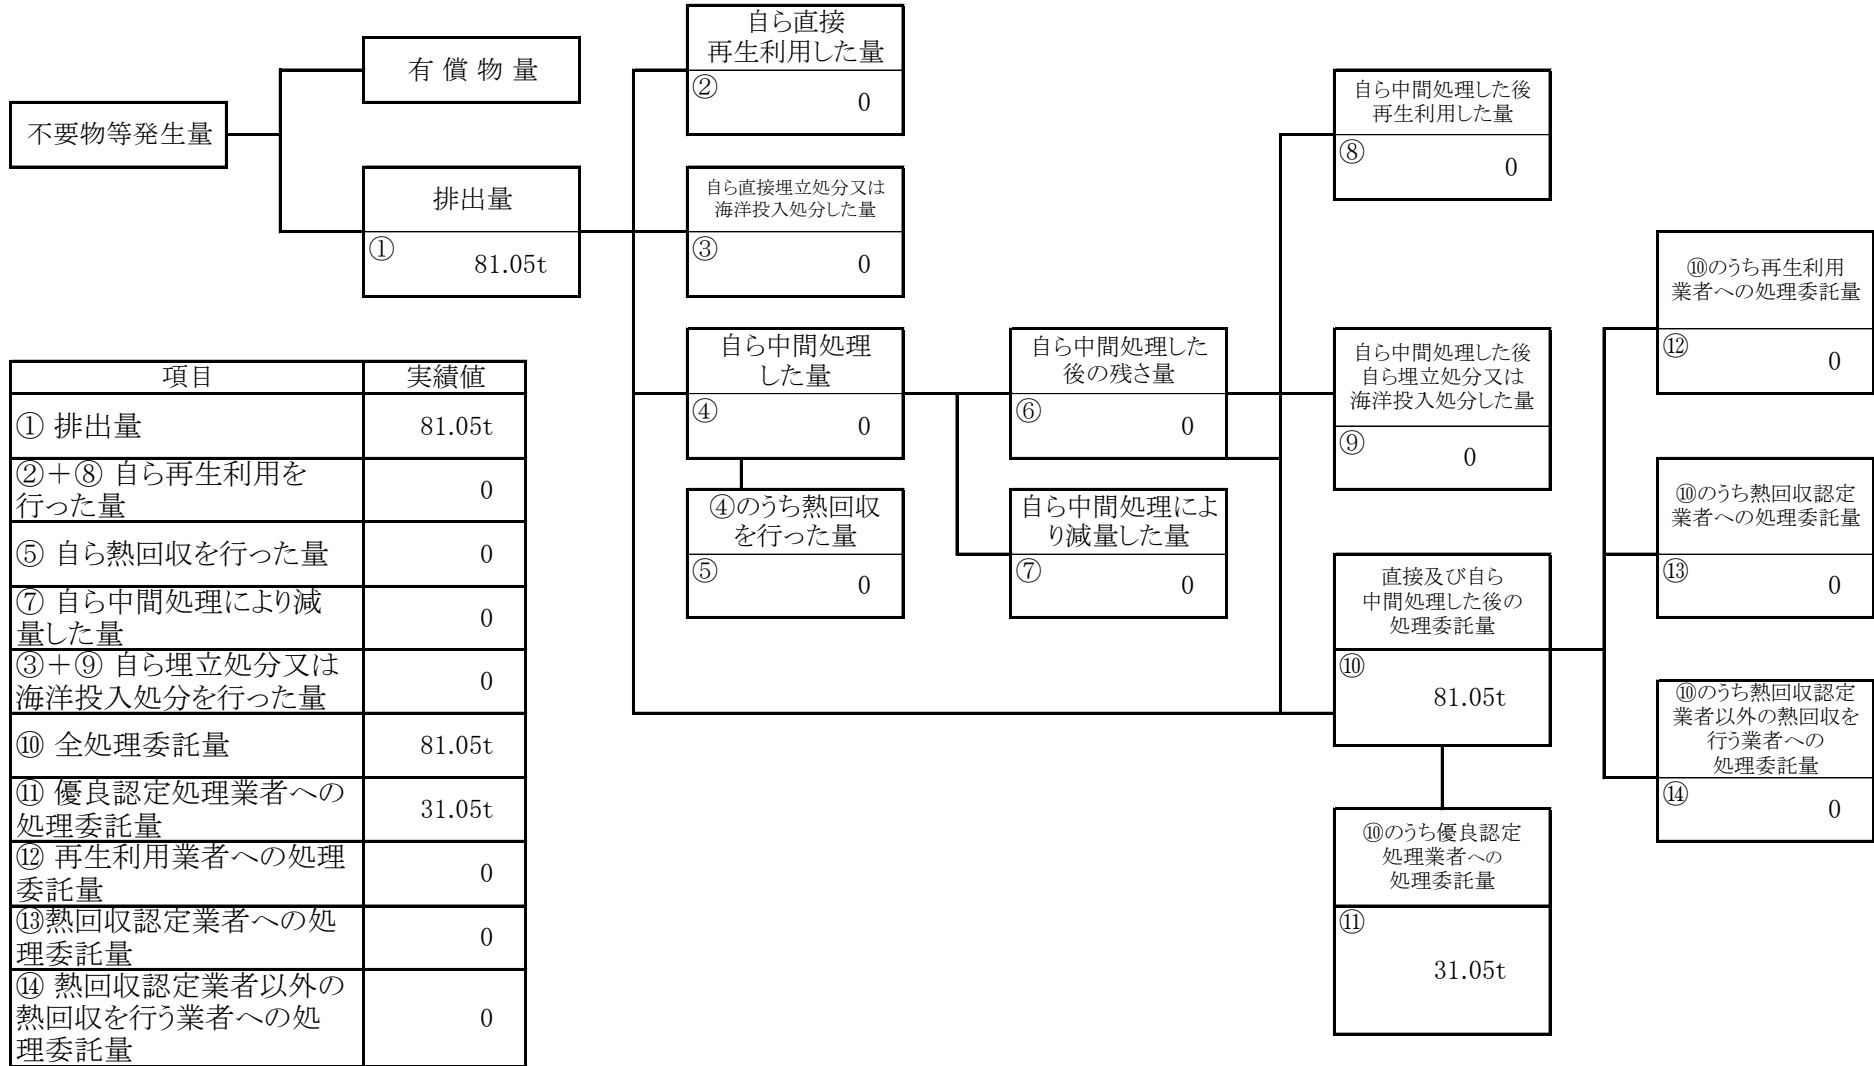 不要物等発生量
有償物量
排出量
①
81.05t
自ら直接
再生利用した量
②
0
自ら直接埋立処分又は
海洋投入処分した量
③
0
自ら中間処理
した量
④
0
④のうち熱回収
を行った量
⑤
0
自ら中間処理した
後の残さ量
⑥
0
自ら中間処理によ
り減量した量
⑦
0
自ら中間処理した後
再生利用した量
⑧
0
自ら中間処理した後
自ら埋立処分又は
海洋投入処分した量
⑨
0
直接及び自ら
中間処理した後の
処理委託量
⑩
81.05t
⑩のうち優良認定
処理業者への
処理委託量
⑪
31.05t
⑩のうち再生利用
業者への処理委託量
⑫
0
⑩のうち熱回収認定
業者への処理委託量
⑬
0
⑩のうち熱回収認定
業者以外の熱回収を
行う業者への
処理委託量
⑭
0
項目 実績値
① 排出量 81.05t
②+⑧ 自ら再生利用を
行った量 0
⑤ 自ら熱回収を行った量 0
⑦ 自ら中間処理により減
量した量 0
③+⑨ 自ら埋立処分又は
海洋投入処分を行った量 0
⑩ 全処理委託量 81.05t
⑪ 優良認定処理業者への
処理委託量 31.05t
⑫ 再生利用業者への処理
委託量 0
⑬熱回収認定業者への処
理委託量 0
⑭ 熱回収認定業者以外の
熱回収を行う業者への処
理委託量 0